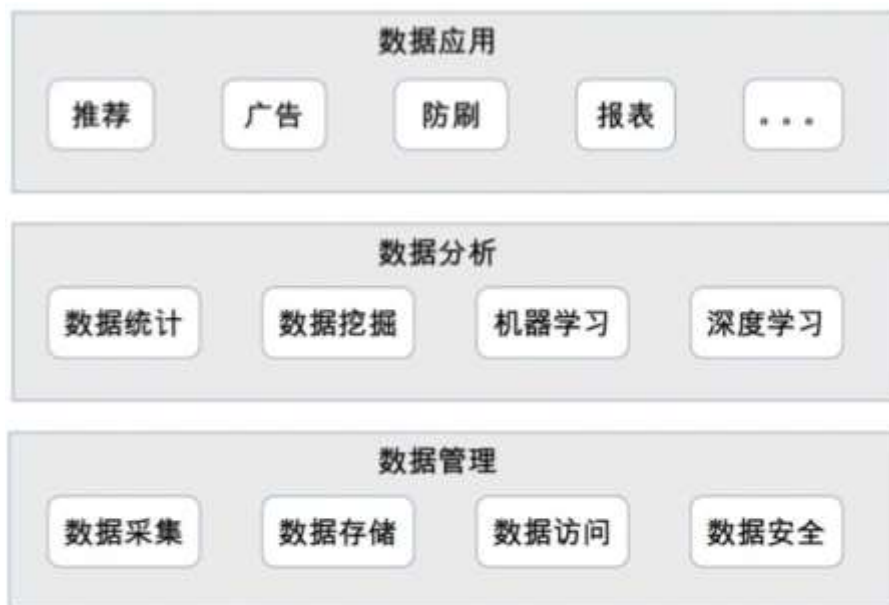 数据应用
推荐 广告 防刷 报表 。。。
数据分析
数据统计 数据挖掘 机器学习 深度学习
数据管理
数据采集 数据存储 数据访问 数据安全